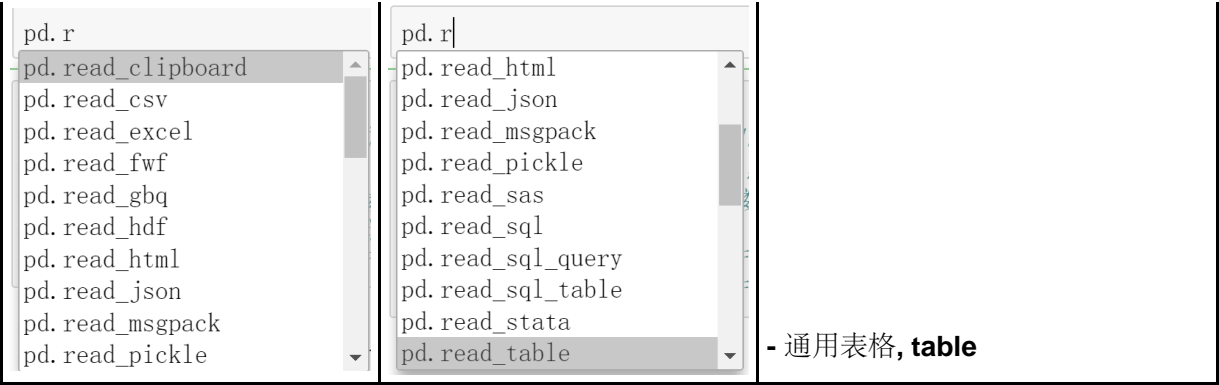 pd.r
pd.read_clipboard
pd.read_csv
pd.read_excel
pd.read_fwf
pd.read_gbq
pd.read_hdf
pd.read_html
pd.read_json
pd.read_msgpack
pd.read_pickle
pd.r
pd.read_html
pd.read_json
pd.read_msgpack
pd.read_pickle
pd.read_sas
pd.read_sql
pd.read_sql_query
pd.read_sql_table
pd.read_stata
pd.read_table
- 通用表格, table